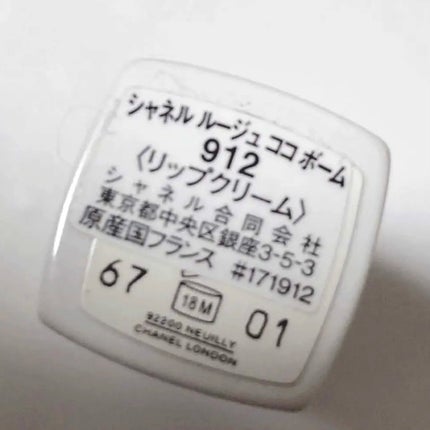 シャネル ルージュ ココ ボーム
912
〈リップクリーム〉
シャネル合同会社
東京都中央区銀座3-5-3
原産国フランス #171912
67 18M 01
92200 NEUILLY
CHANEL LONDON